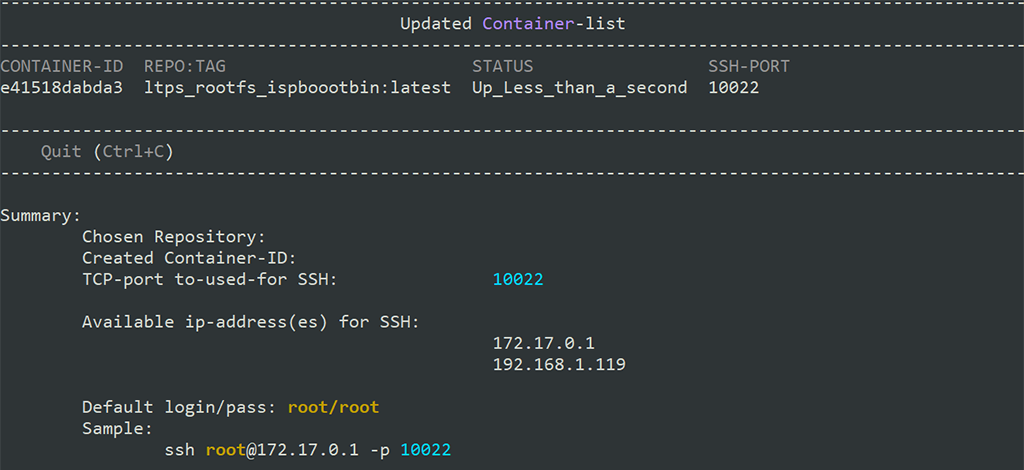 Updated Container-list
CONTAINER-ID REPO:TAG STATUS SSH-PORT
e41518dabda3 ltps_rootfs_ispboootbin:latest Up_Less_than_a_second 10022
Quit (Ctrl+C)
Summary:
Chosen Repository:
Created Container-ID:
TCP-port to-used-for SSH: 10022
Available ip-address(es) for SSH:
172.17.0.1
192.168.1.119
Default login/pass: root/root
Sample:
ssh root@172.17.0.1 -p 10022